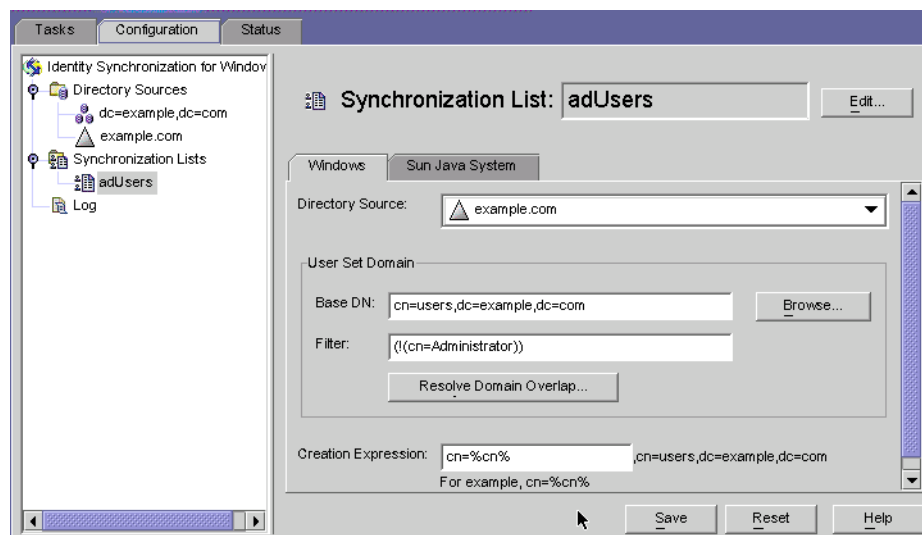 Tasks Configuration Status
Identity Synchronization for Window
Directory Sources
dc=example,dc=com
example.com
Synchronization Lists
adUsers
Log
Synchronization List: adUsers Edit...
Windows Sun Java System
Directory Source: example.com
User Set Domain
Base DN: cn=users,dc=example,dc=com Browse...
Filter: (!(cn=Administrator))
Resolve Domain Overlap...
Creation Expression: cn=%cn% ,cn=users,dc=example,dc=com
For example, cn=%cn%
Save Reset Help